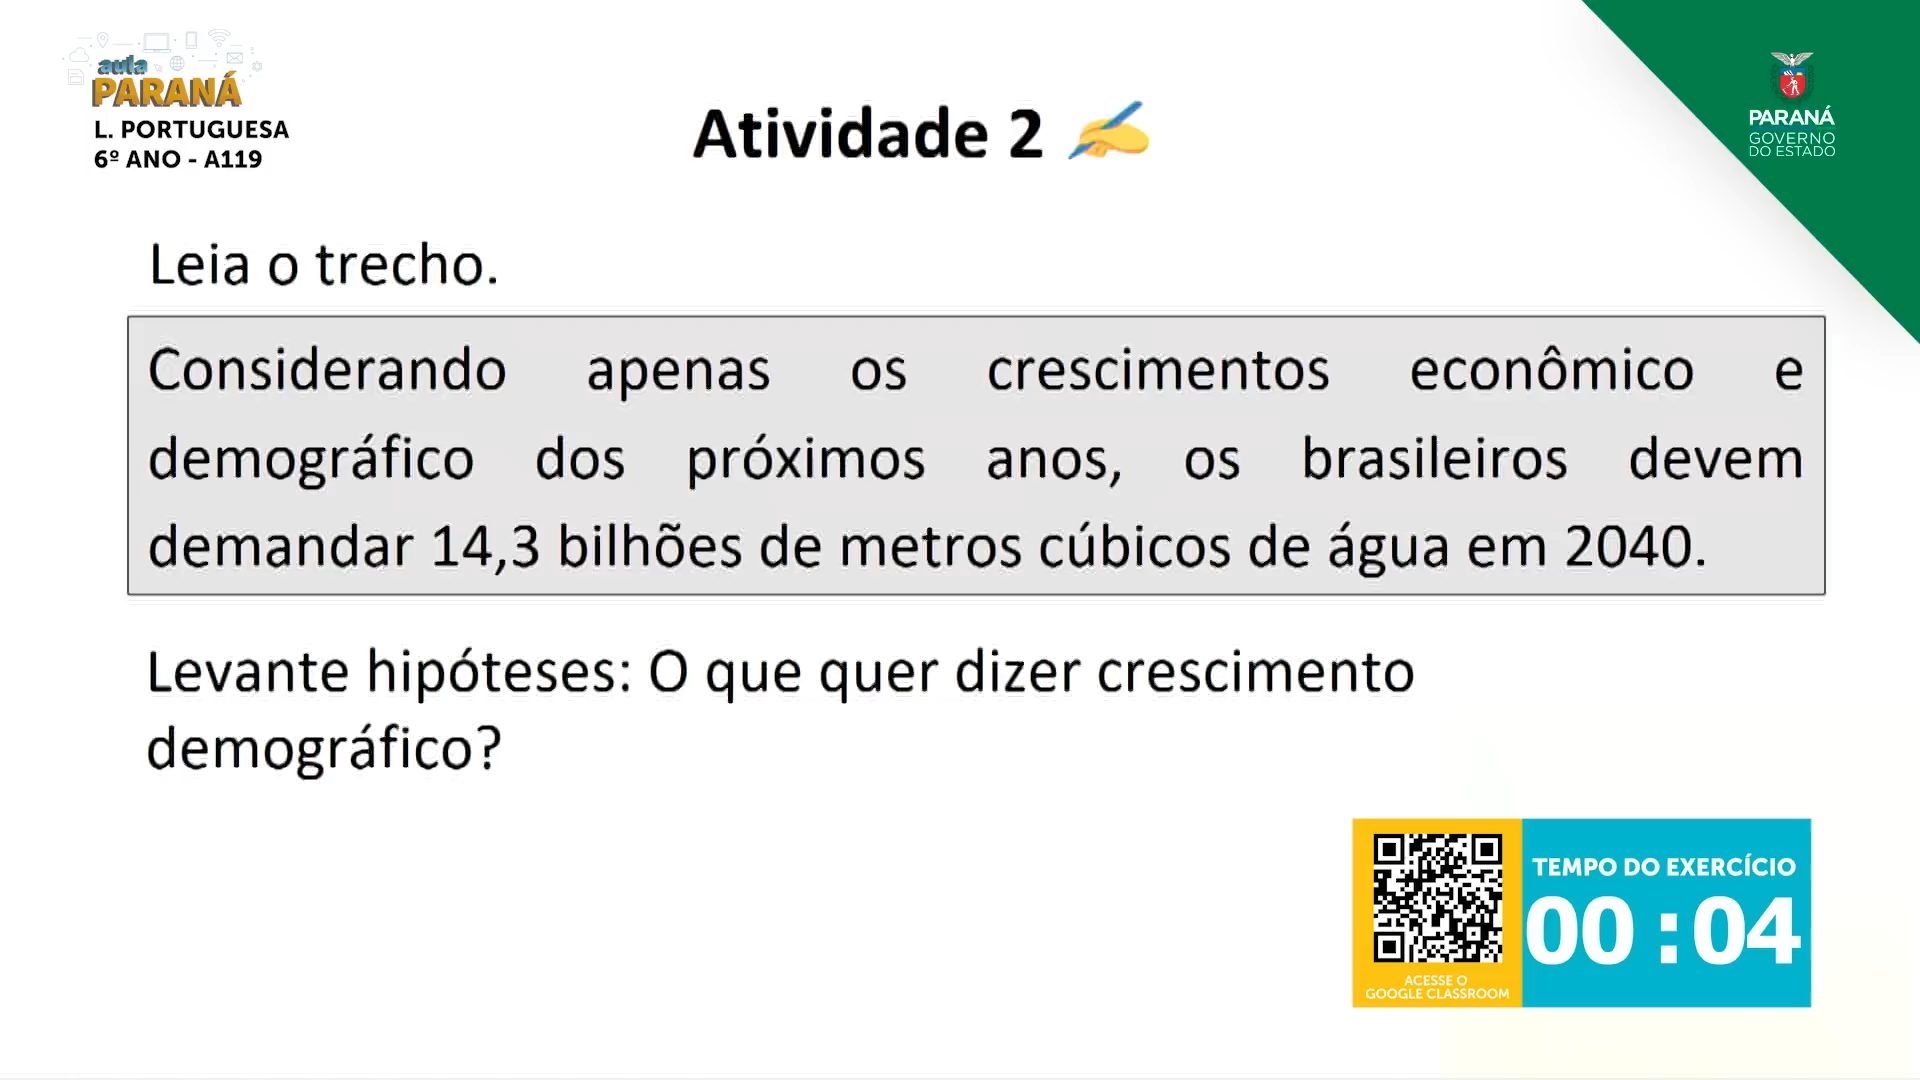 aula
PARANÁ
L. PORTUGUESA
6º ANO - A119
Atividade 2
PARANÁ
GOVERNO
DO ESTADO
Leia o trecho.
Considerando apenas os crescimentos econômico e
demográfico dos próximos anos, os brasileiros devem
demandar 14,3 bilhões de metros cúbicos de água em 2040.
Levante hipóteses: O que quer dizer crescimento
demográfico?
TEMPO DO EXERCÍCIO
00 : 04
ACESSE O
GOOGLE CLASSROOM